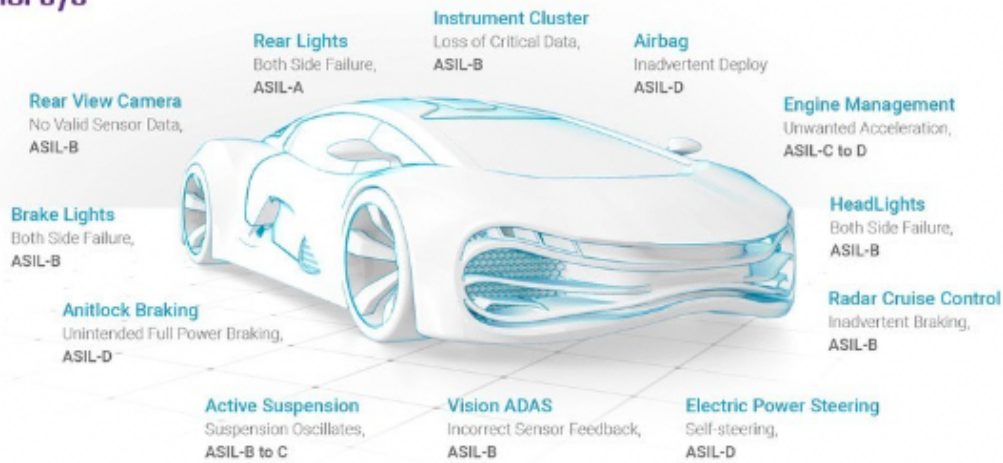 Instrument Cluster
Loss of Critical Data,
ASIL-B
Rear Lights
Both Side Failure,
ASIL-A
Airbag
Inadvertent Deploy
ASIL-D
Rear View Camera
No Valid Sensor Data,
ASIL-B
Engine Management
Unwanted Acceleration,
ASIL-C to D
Brake Lights
Both Side Failure,
ASIL-B
HeadLights
Both Side Failure,
ASIL-B
Anitlock Braking
Unintended Full Power Braking,
ASIL-D
Radar Cruise Control
Inadvertent Braking,
ASIL-B
Active Suspension
Suspension Oscillates,
ASIL-B to C
Vision ADAS
Incorrect Sensor Feedback,
ASIL-B
Electric Power Steering
Self-steering,
ASIL-D